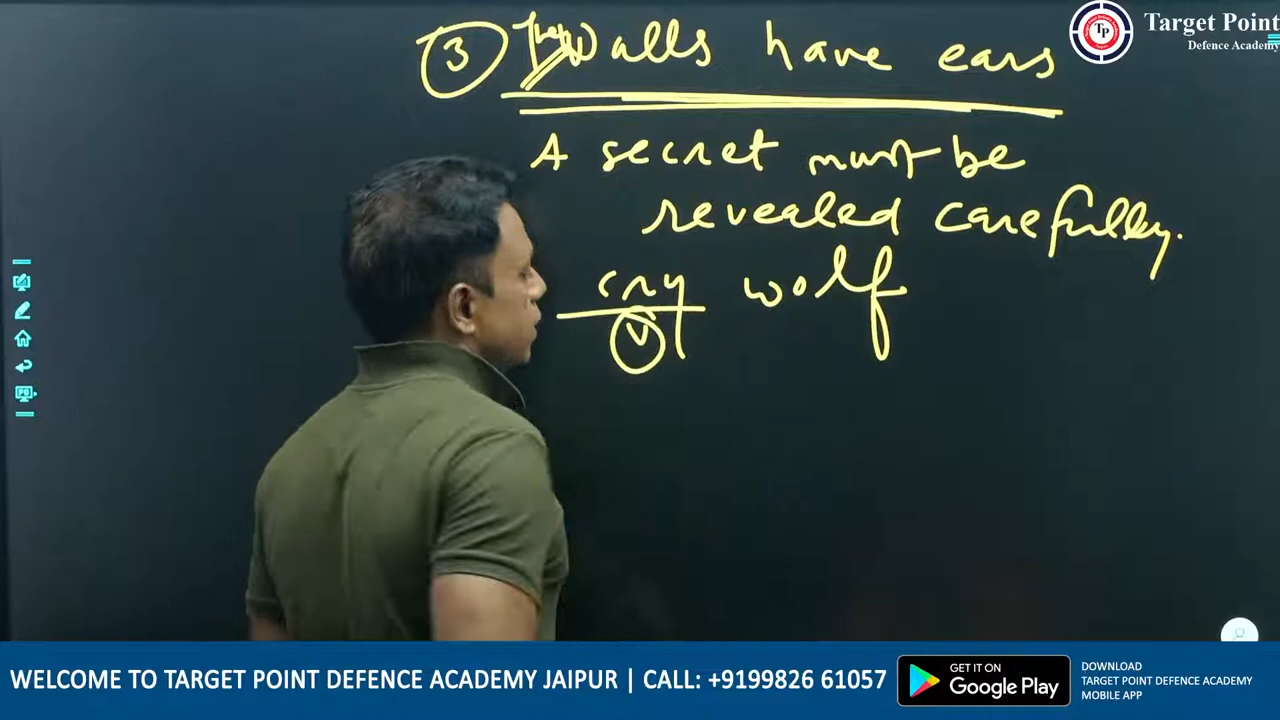 3 Walls have ears
Target Point
Defence Academy
A secret must be
revealed carefully.
cry wolf
V
WELCOME TO TARGET POINT DEFENCE ACADEMY JAIPUR | CALL: +9199826 61057
GET IT ON
Google Play
DOWNLOAD
TARGET POINT DEFENCE ACADEMY
MOBILE APP